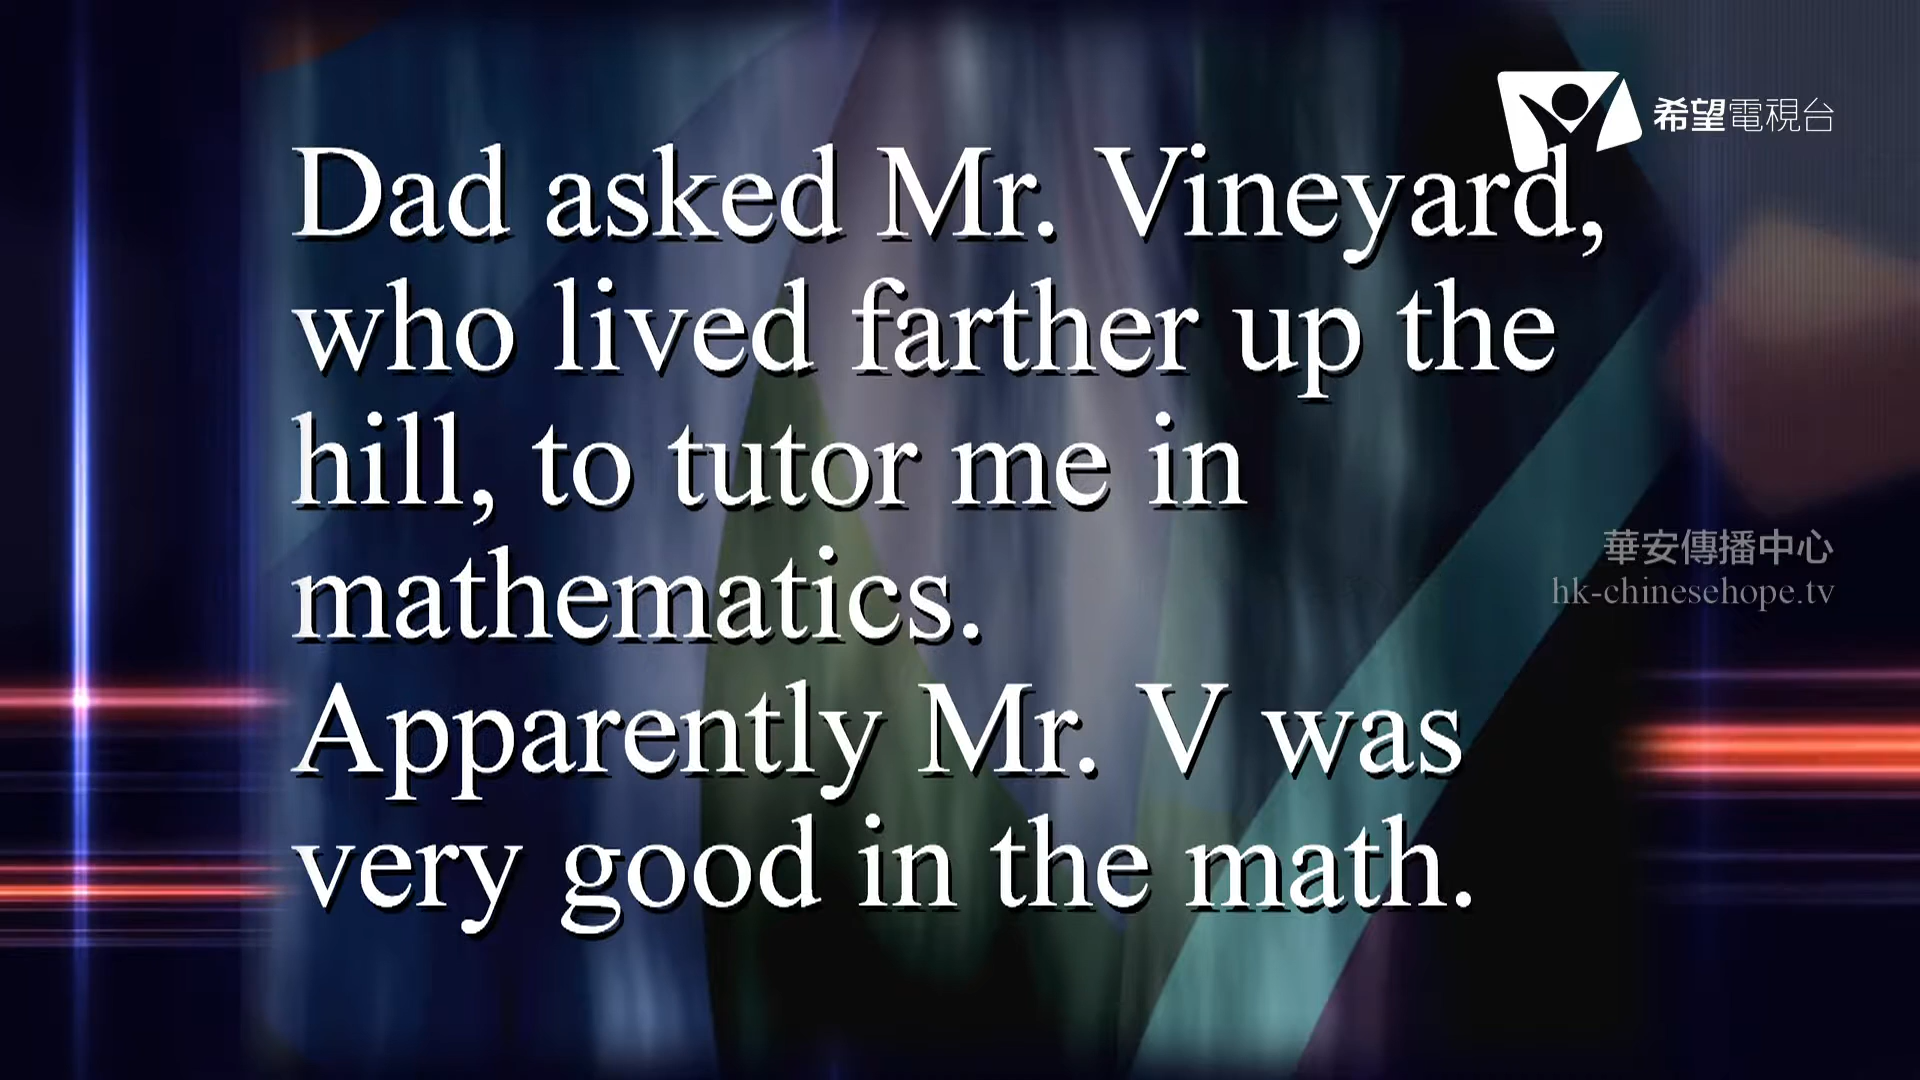 希望電視台
Dad asked Mr. Vineyard,
who lived farther up the
hill, to tutor me in
mathematics.
Apparently Mr. V was
very good in the math.
華安傳播中心
hk-chinesehope.tv